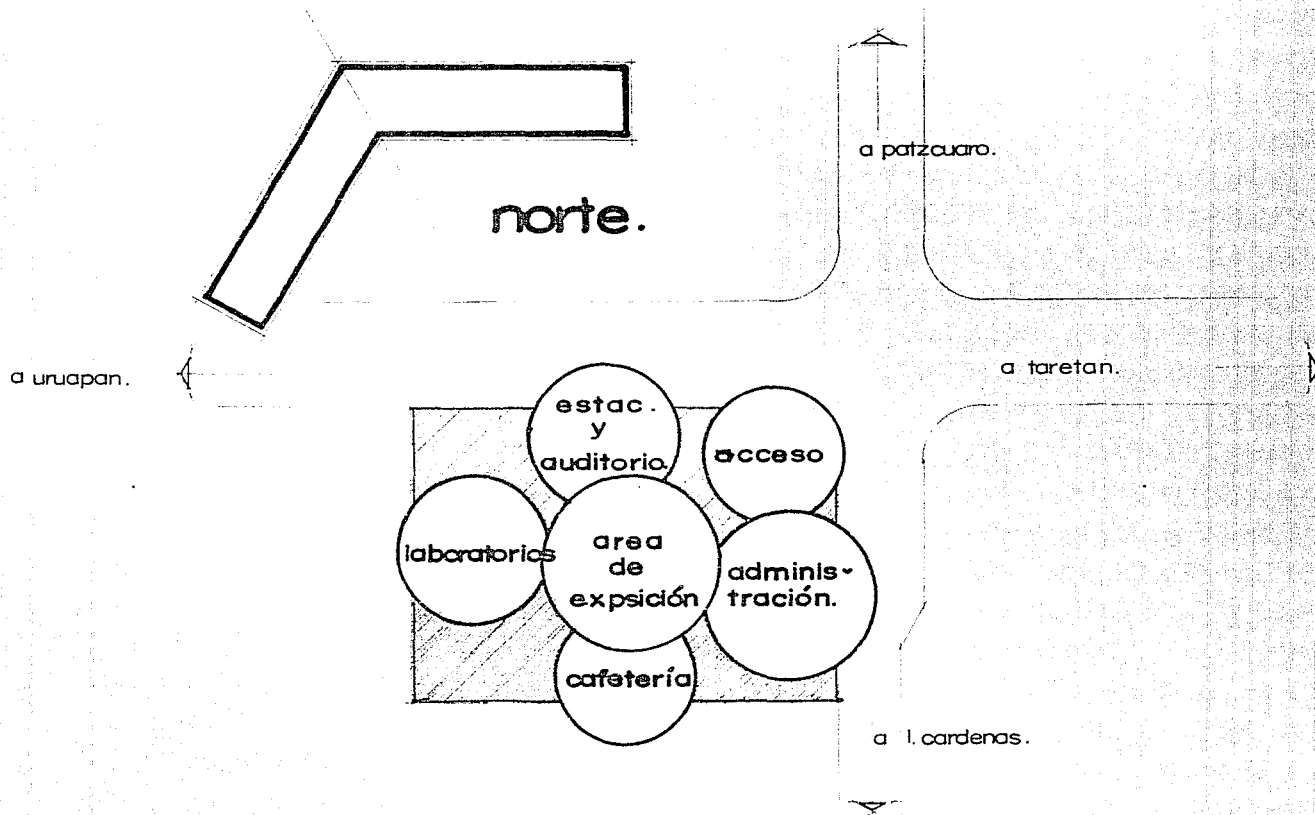 a patzcuaro.
norte.
a uruapan.
a taretan.
estac.
y
auditorio.
acceso
laboratorios
area
de
expsición
adminis-
tración.
cafetería
a l. cardenas.